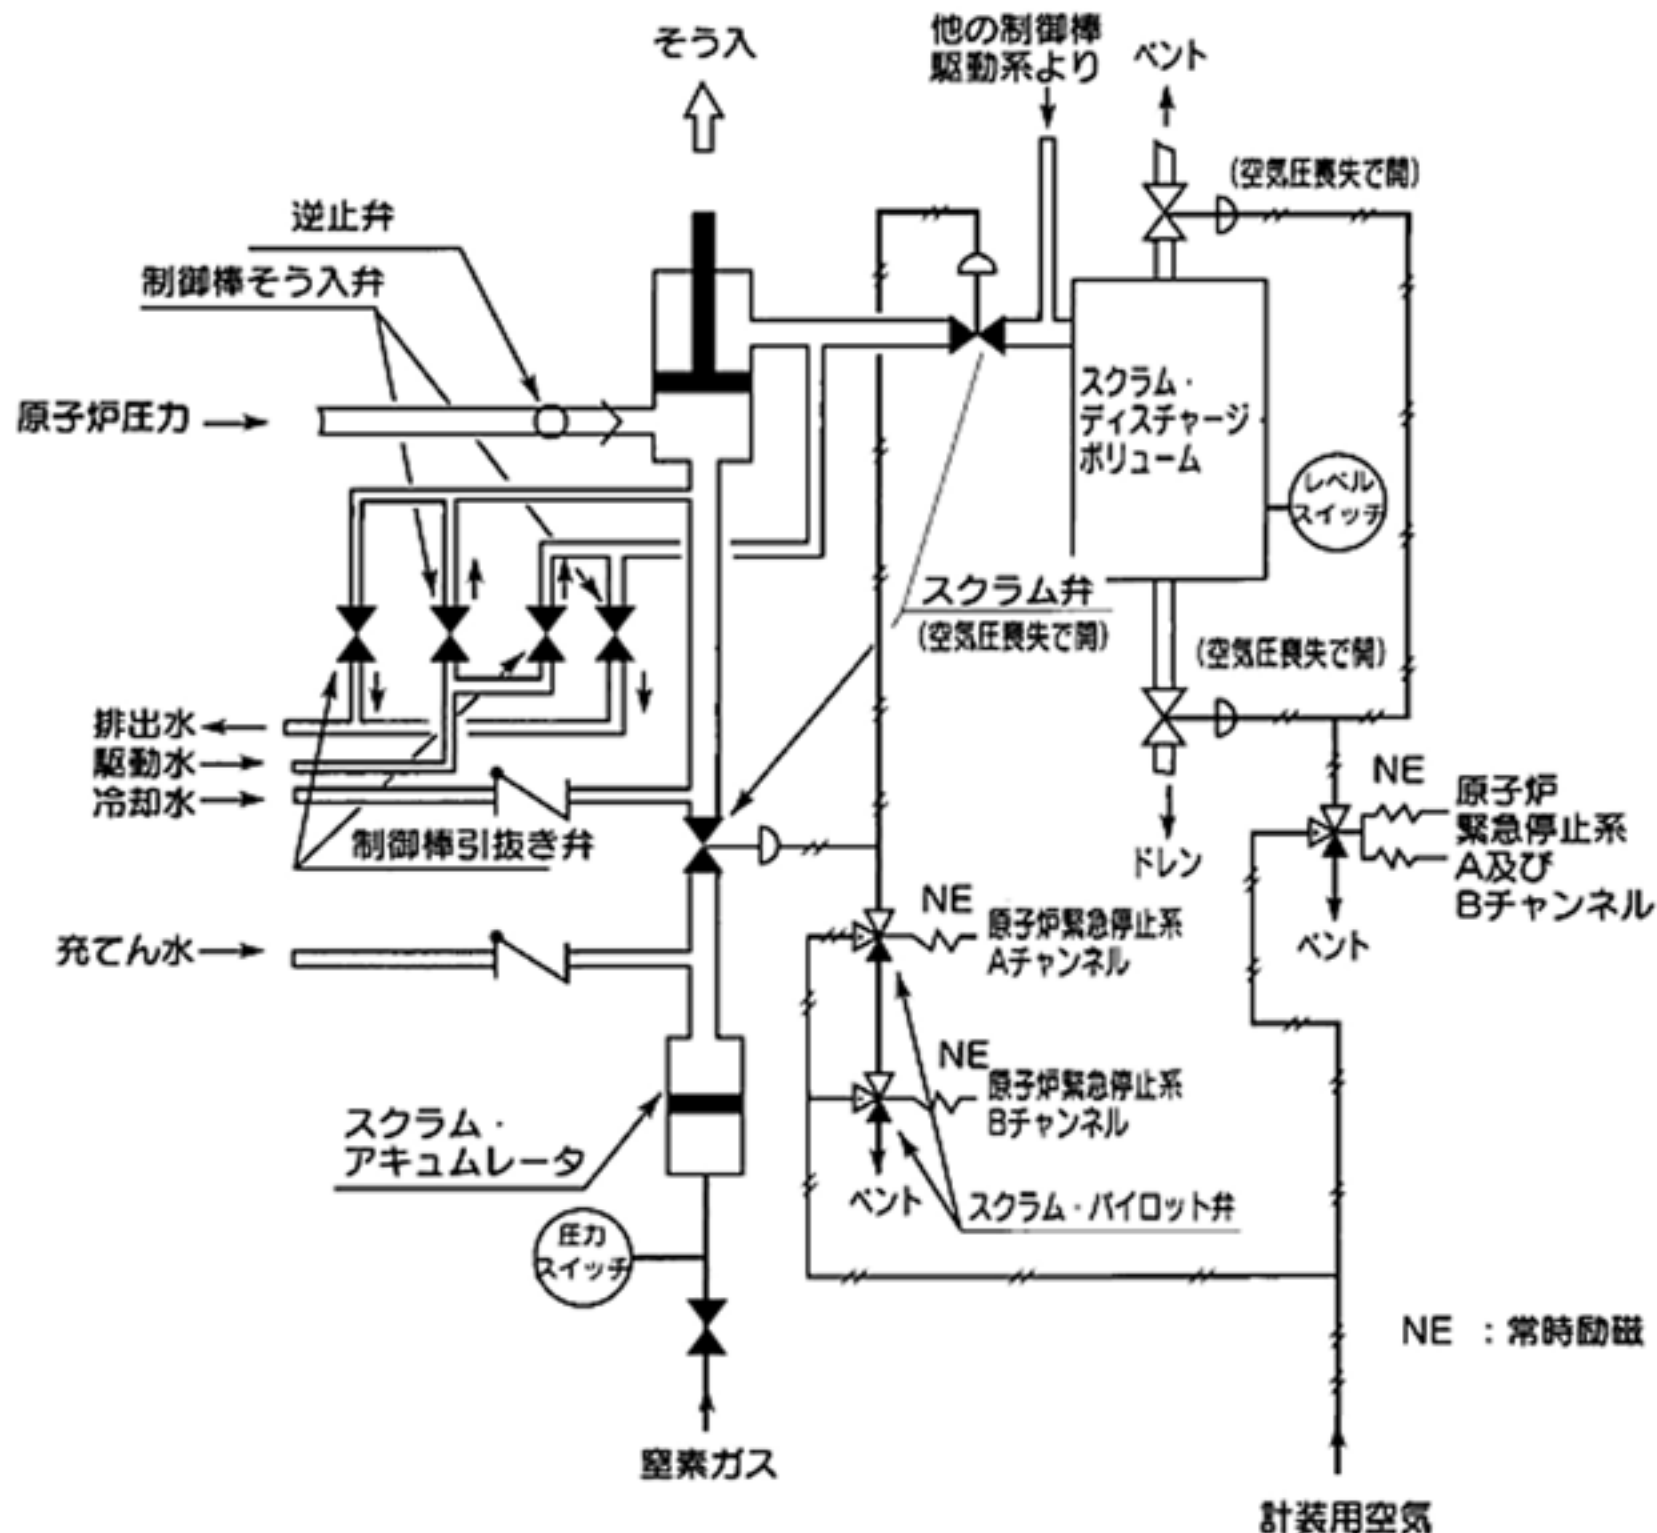 そう入
他の制御棒
駆動系より
ベント
(空気圧喪失で開)
逆止弁
制御棒そう入弁
原子炉圧力
スクラム・
ディスチャージ
ボリューム
レベル
スイッチ
スクラム弁
(空気圧喪失で開)
(空気圧喪失で閉)
排出水
駆動水
冷却水
制御棒引抜き弁
ドレン
NE
原子炉
緊急停止系
A及び
Bチャンネル
ベント
充てん水
NE
原子炉緊急停止系
Aチャンネル
NE
原子炉緊急停止系
Bチャンネル
スクラム・
アキュムレータ
ベント
スクラム・パイロット弁
圧力
スイッチ
NE : 常時励磁
窒素ガス
計装用空気